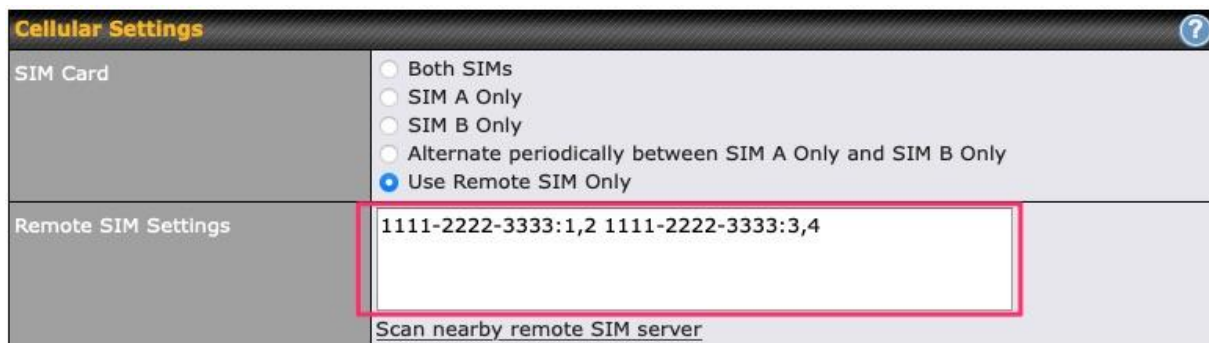 Cellular Settings
?
SIM Card
Both SIMs
SIM A Only
SIM B Only
Alternate periodically between SIM A Only and SIM B Only
Use Remote SIM Only
Remote SIM Settings
1111-2222-3333:1,2 1111-2222-3333:3,4
Scan nearby remote SIM server